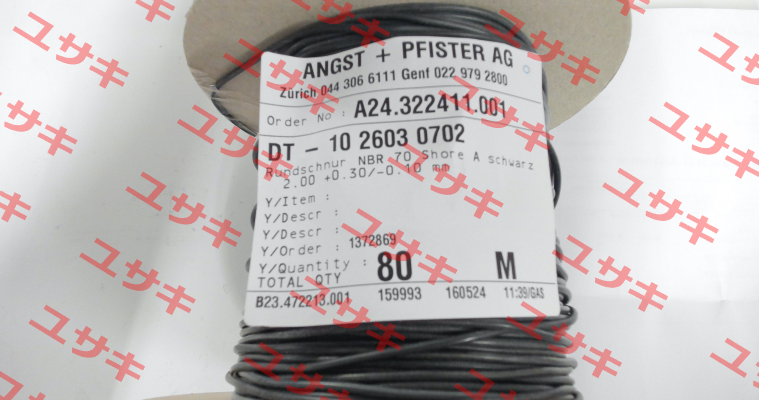 ANGST + PFISTER AG
Zürich 044 306 6111 Genf 022 979 2800
Order No : A24.322411.001
DT - 10 2603 0702
Rundschnur NBR 70 Shore A schwarz
2.00 +0.30/-0.10 mm
Y/Item :
Y/Descr :
Y/Descr :
Y/Order : 1372869
Y/Quantity :
TOTAL QTY 80 M
B23.472213.001 159993 160524 11:39/GAS
ユサキ